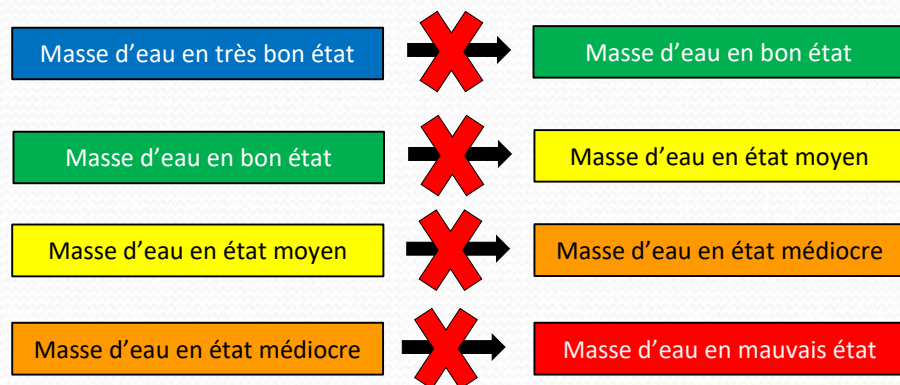 Masse d’eau en très bon état
Masse d’eau en bon état
Masse d’eau en bon état
Masse d’eau en état moyen
Masse d’eau en état moyen
Masse d’eau en état médiocre
Masse d’eau en état médiocre
Masse d’eau en mauvais état